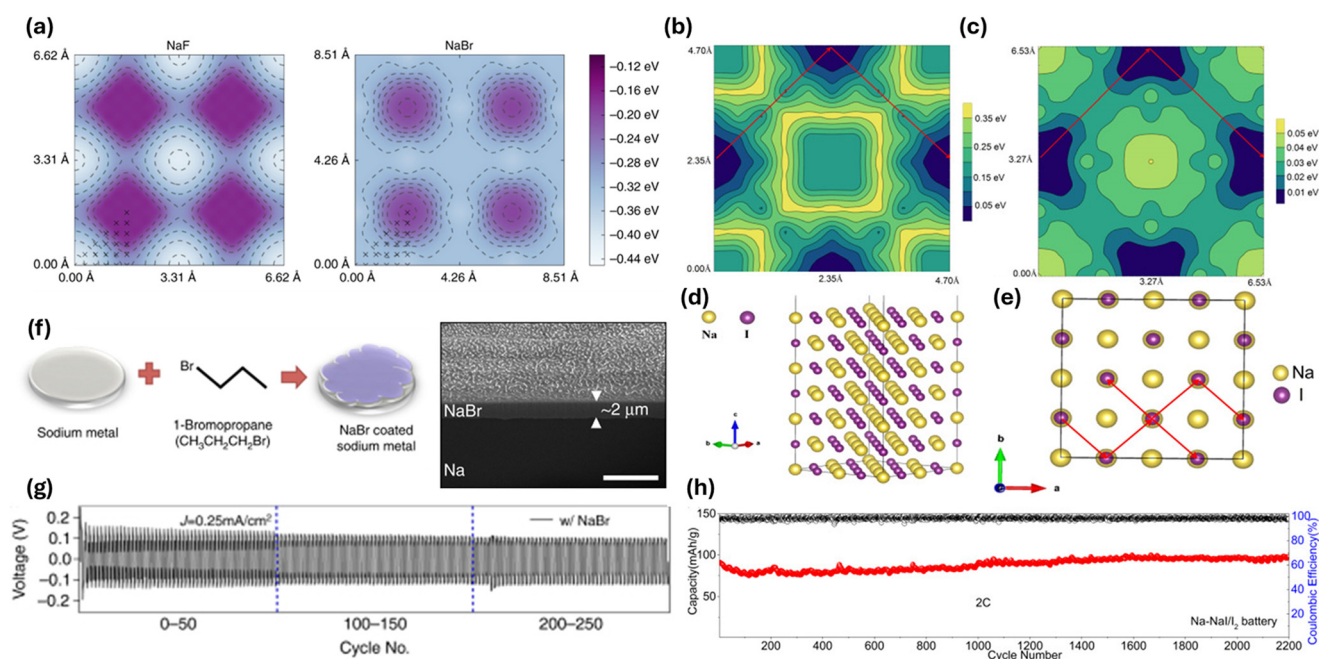 (a)
NaF
6.62 Å
3.31 Å
0.00 Å
0.00 Å 3.31 Å 6.62 Å
NaBr
8.51 Å
4.26 Å
0.00 Å
0.00 Å 4.26 Å 8.51 Å
−0.12 eV
−0.16 eV
−0.20 eV
−0.24 eV
−0.28 eV
−0.32 eV
−0.36 eV
−0.40 eV
−0.44 eV
(b)
4.70Å
2.35Å
0.00Å
2.35Å 4.70Å
0.35 eV
0.25 eV
0.15 eV
0.05 eV
(c)
6.53Å
3.27Å
0.00Å
3.27Å 6.53Å
0.05 eV
0.04 eV
0.03 eV
0.02 eV
0.01 eV
(d)
Na I
c
b a
(e)
Na
I
b
a
(f)
Br
Sodium metal
1-Bromopropane
(CH3CH2CH2Br)
NaBr coated
sodium metal
NaBr
~2 μm
Na
(g)
J=0.25mA/cm²
w/ NaBr
Voltage (V)
0.2
0.1
0.0
−0.1
−0.2
0–50 100–150 200–250
Cycle No.
(h)
Capacity(mAh/g)
150
100
50
2C
Na-NaI/I2 battery
100
80
60
40
20
0
Coulombic Efficiency(%)
200 400 600 800 1000 1200 1400 1600 1800 2000 2200
Cycle Number